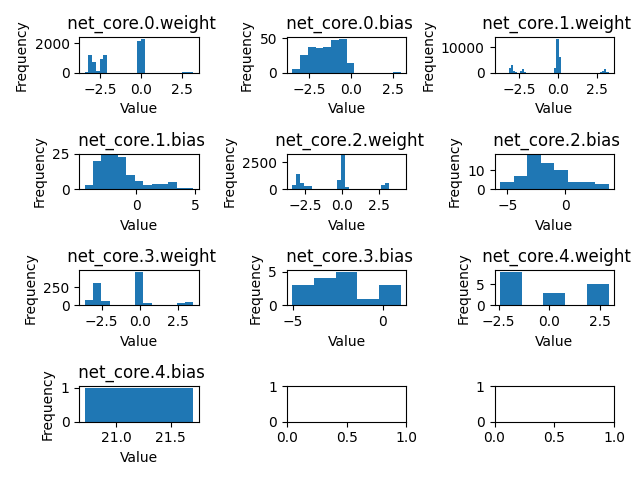 net_core.0.weight
Frequency
2000
0
−2.5 0.0 2.5
Value
net_core.0.bias
Frequency
50
0
−2.5 0.0 2.5
Value
net_core.1.weight
Frequency
10000
0
−2.5 0.0 2.5
Value
net_core.1.bias
Frequency
25
0
0 5
Value
net_core.2.weight
Frequency
2500
0
−2.5 0.0 2.5
Value
net_core.2.bias
Frequency
10
0
−5 0
Value
net_core.3.weight
Frequency
250
0
−2.5 0.0 2.5
Value
net_core.3.bias
Frequency
5
0
−5 0
Value
net_core.4.weight
Frequency
5
0
−2.5 0.0 2.5
Value
net_core.4.bias
Frequency
1
0
21.0 21.5
Value
1
0
0.0 0.5 1.0
1
0
0.0 0.5 1.0